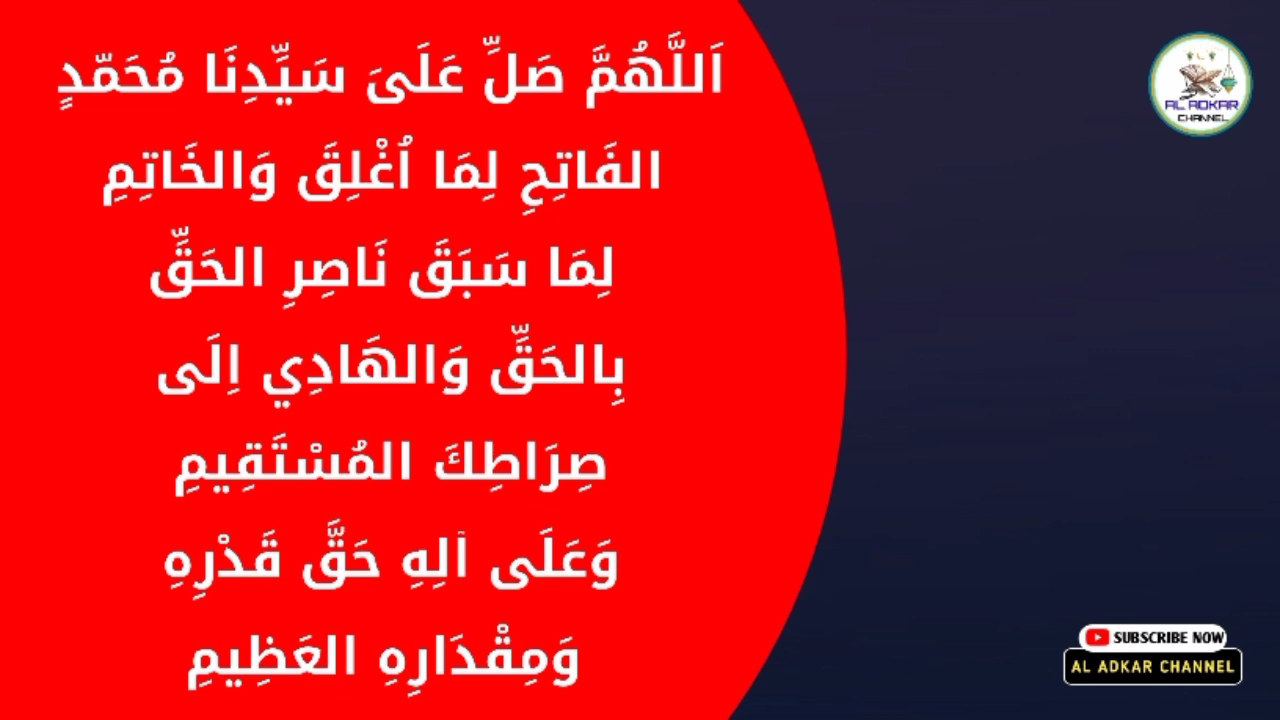 اَللَّهُمَّ صَلِّ عَلَىَ سَيِّدِنَا مُحَمّدٍ
الفَاتِحِ لِمَا اُغْلِقَ وَالخَاتِمِ
لِمَا سَبَقَ نَاصِرِ الحَقِّ
بِالحَقِّ وَالهَادِي اِلَى
صِرَاطِكَ المُسْتَقِيمِ
وَعَلَى اٰلِهِ حَقَّ قَدْرِهِ
وَمِقْدَارِهِ العَظِيمِ
AL ADKAR
CHANNEL
SUBSCRIBE NOW
AL ADKAR CHANNEL